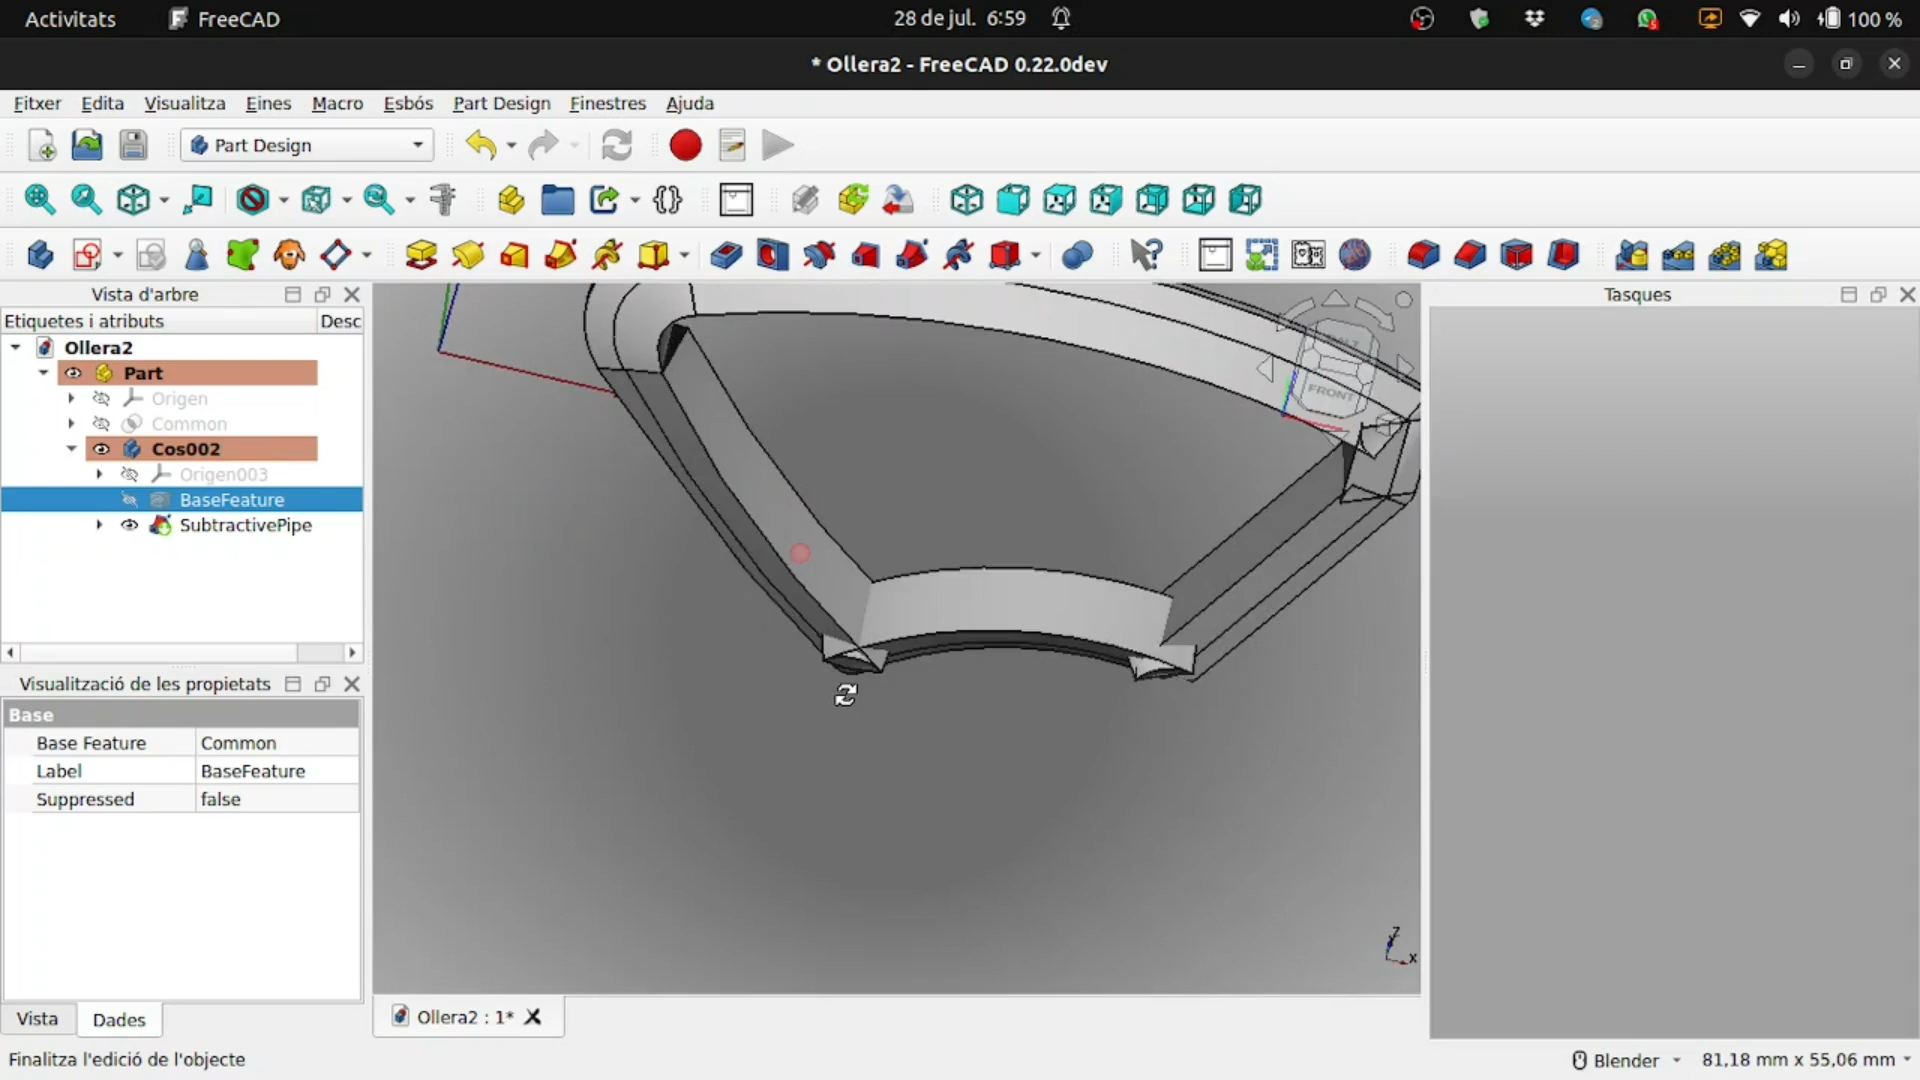 Activitats FreeCAD 28 de jul. 6:59 100 %
* Ollera2 - FreeCAD 0.22.0dev
Fitxer Edita Visualitza Eines Macro Esbós Part Design Finestres Ajuda
Part Design
Vista d'arbre
Tasques
Etiquetes i atributs Desc
Ollera2
Part
Origen
Common
Cos002
Origen003
BaseFeature
SubtractivePipe
FRONT
Visualització de les propietats
Base
Base Feature Common
Label BaseFeature
Suppressed false
Z
X
Vista Dades
Ollera2 : 1*
Finalitza l'edició de l'objecte
Blender 81,18 mm x 55,06 mm